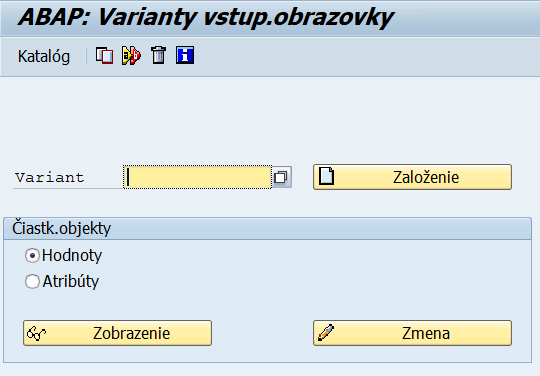 ABAP: Varianty vstup.obrazovky
Katalóg
Variant
Založenie
Čiastk.objekty
Hodnoty
Atribúty
Zobrazenie
Zmena